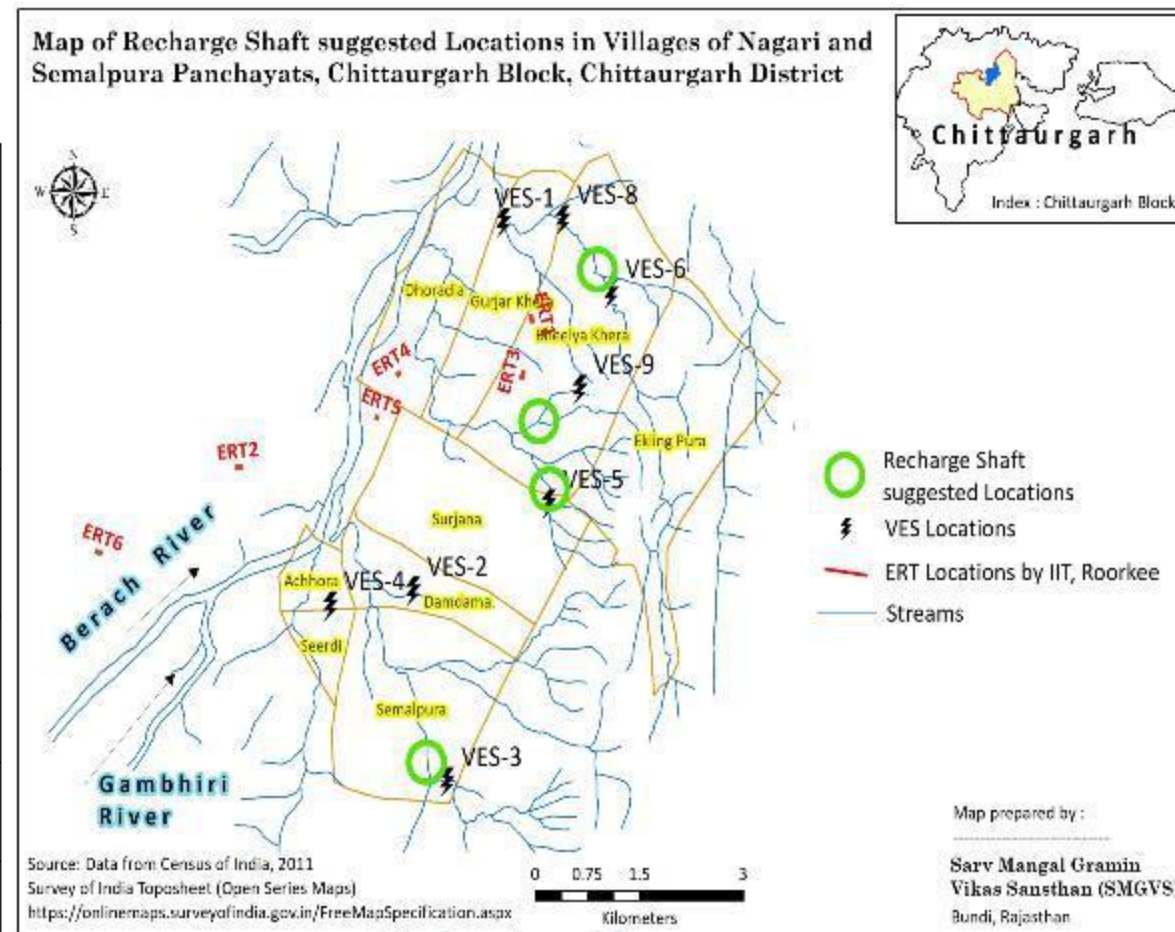 Map of Recharge Shaft suggested Locations in Villages of Nagari and
Semalpura Panchayats, Chittaurgarh Block, Chittaurgarh District
Chittaurgarh
Index : Chittaurgarh Block
N
W
E
S
VES-1
VES-8
VES-6
Dhoradia
Gurjar Khera
Bheelya Khera
ERT4
ERT3
VES-9
ERT5
Ekling Pura
ERT2
VES-5
Surjana
ERT6
Berach River
Achhora
VES-4
VES-2
Damdama
Seerdi
Semalpura
VES-3
Gambhiri
River
Recharge Shaft
suggested Locations
VES Locations
ERT Locations by IIT, Roorkee
Streams
Source: Data from Census of India, 2011
Survey of India Toposheet (Open Series Maps)
https://onlinemaps.surveyofindia.gov.in/FreeMapSpecification.aspx
0 0.75 1.5 3
Kilometers
Map prepared by :
Sarv Mangal Gramin
Vikas Sansthan (SMGVS)
Bundi, Rajasthan